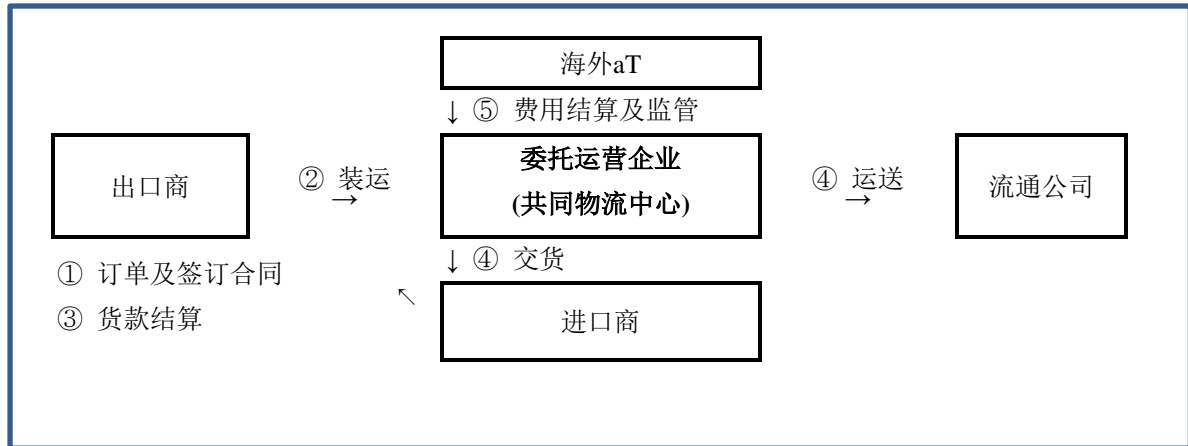 海外aT
↓ ⑤ 费用结算及监管
出口商
② 装运
→
委托运营企业
(共同物流中心)
④ 运送
→
流通公司
① 订单及签订合同
③ 货款结算
↖
↓ ④ 交货
进口商